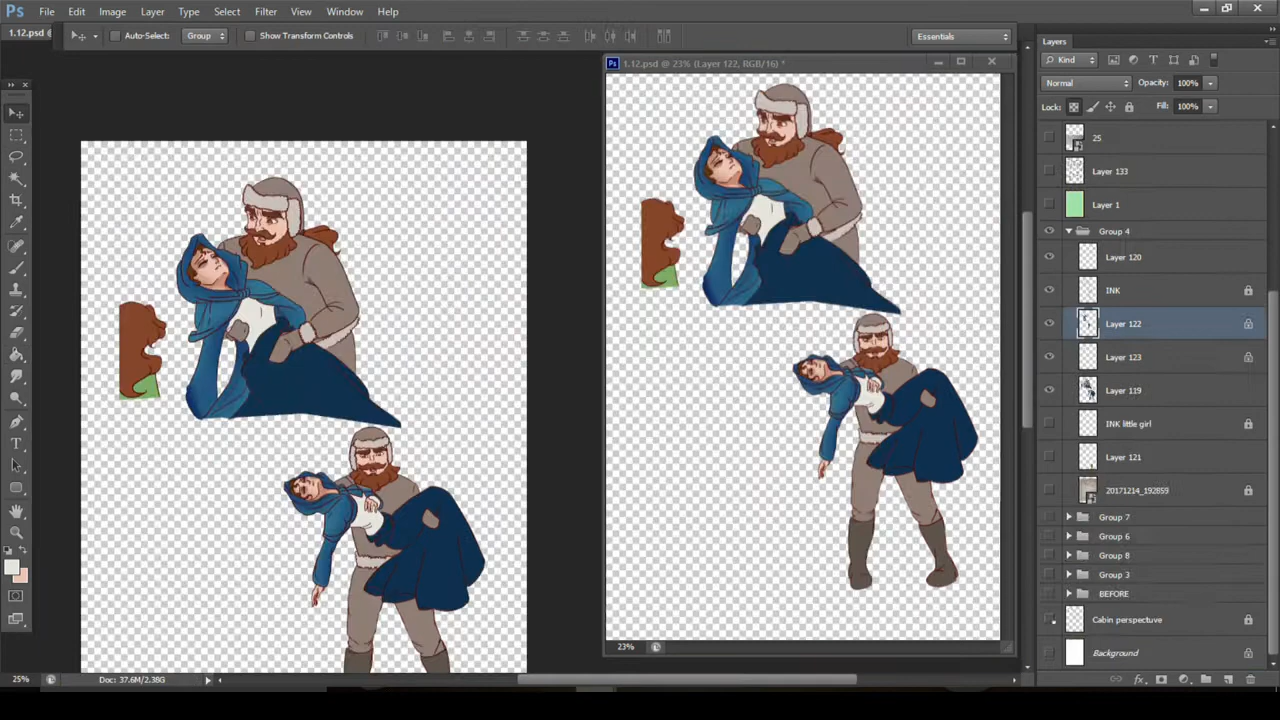 Ps File Edit Image Layer Type Select Filter View Window Help
1.12.psd @
Auto-Select: Group Show Transform Controls Essentials
Ps 1.12.psd @ 23% (Layer 122, RGB/16) *
Layers
Kind
Normal Opacity: 100%
Lock: Fill: 100%
25
Layer 133
Layer 1
Group 4
Layer 120
INK
Layer 122
Layer 123
Layer 119
INK little girl
Layer 121
20171214_192859
Group 7
Group 6
Group 8
Group 3
BEFORE
Cabin perspectuve
Background
23%
25% Doc: 37.6M/2.38G
fx